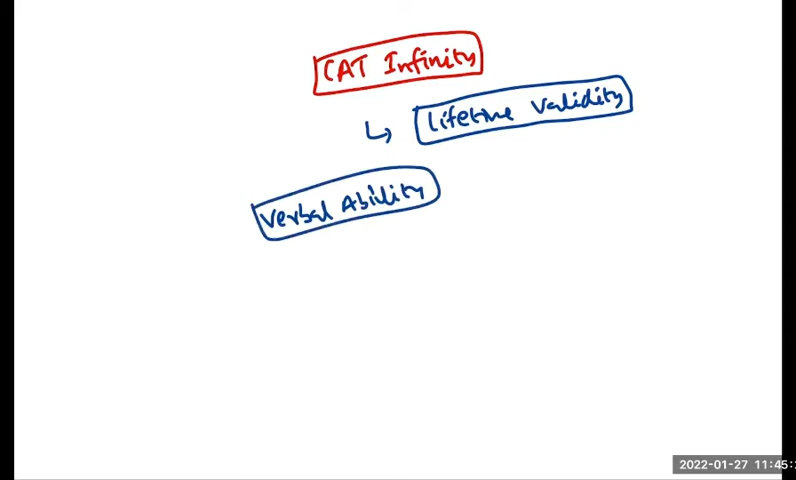 CAT Infinity
↳ Lifetime Validity
Verbal Ability
2022-01-27 11:45: